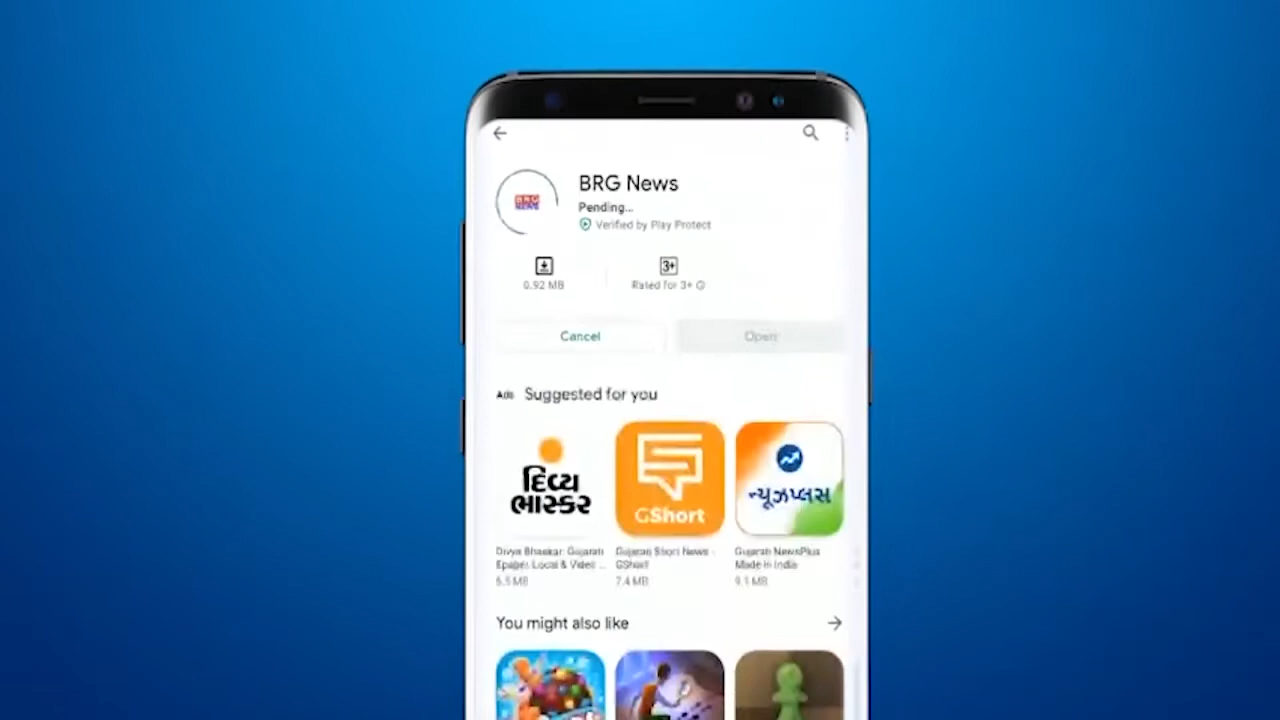 BRG News
BRG
NEWS
Pending...
Verified by Play Protect
0.92 MB
3+
Rated for 3+
Cancel
Open
Ads Suggested for you
દિવ્ય
ભાસ્કર
GShort
ન્યૂઝપ્લસ
Divya Bhaskar: Gujarati
Epaper, Local & Video ...
6.5 MB
Gujarati Short News -
GShort
7.4 MB
Gujarati NewsPlus
Made in India
9.1 MB
You might also like